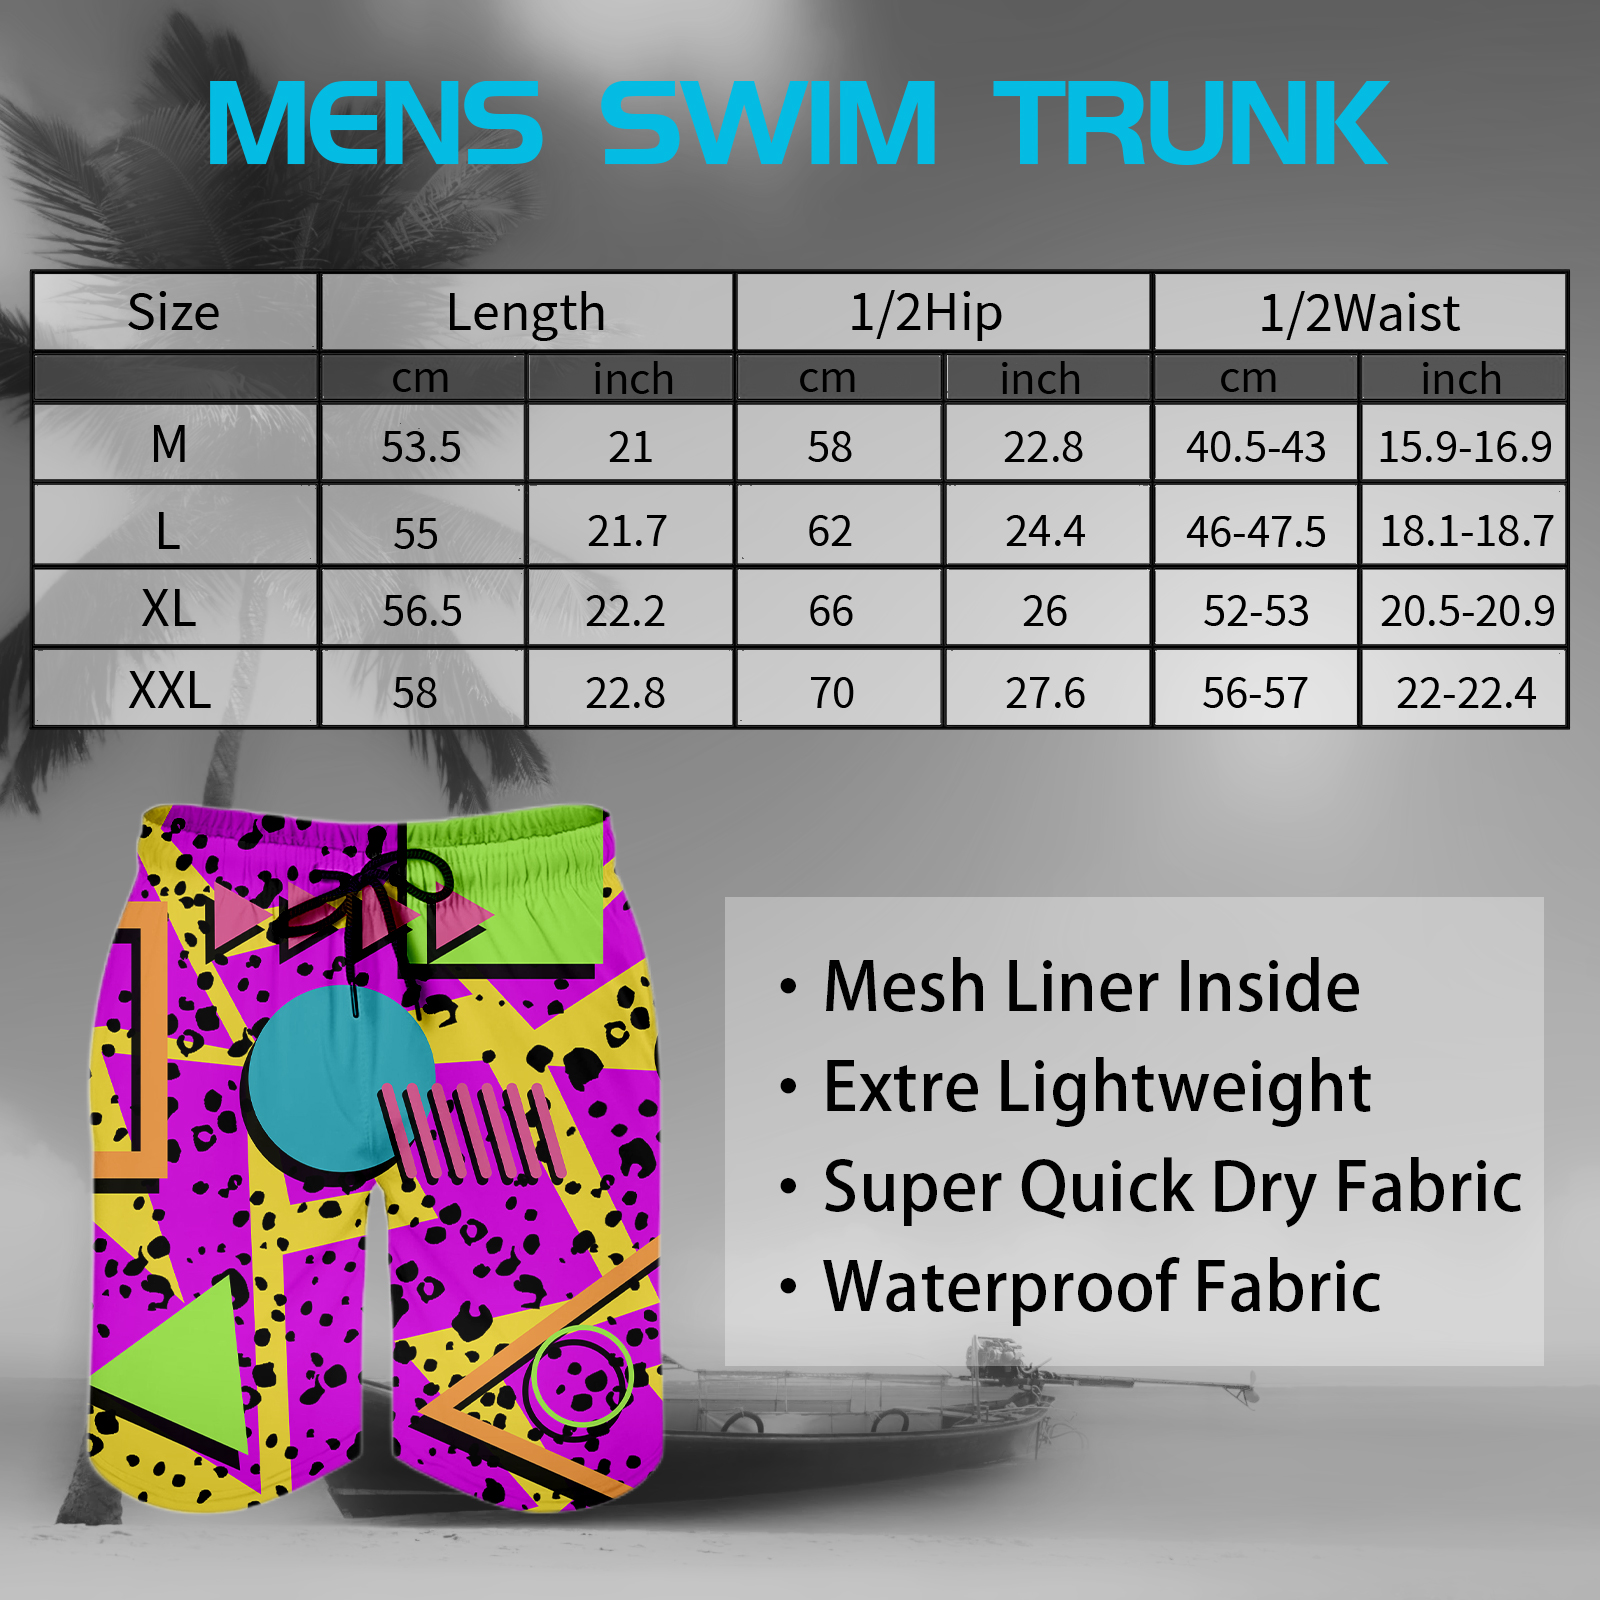 MENS SWIM TRUNK
Size Length 1/2Hip 1/2Waist
cm inch cm inch cm inch
M 53.5 21 58 22.8 40.5-43 15.9-16.9
L 55 21.7 62 24.4 46-47.5 18.1-18.7
XL 56.5 22.2 66 26 52-53 20.5-20.9
XXL 58 22.8 70 27.6 56-57 22-22.4
• Mesh Liner Inside
• Extre Lightweight
• Super Quick Dry Fabric
• Waterproof Fabric